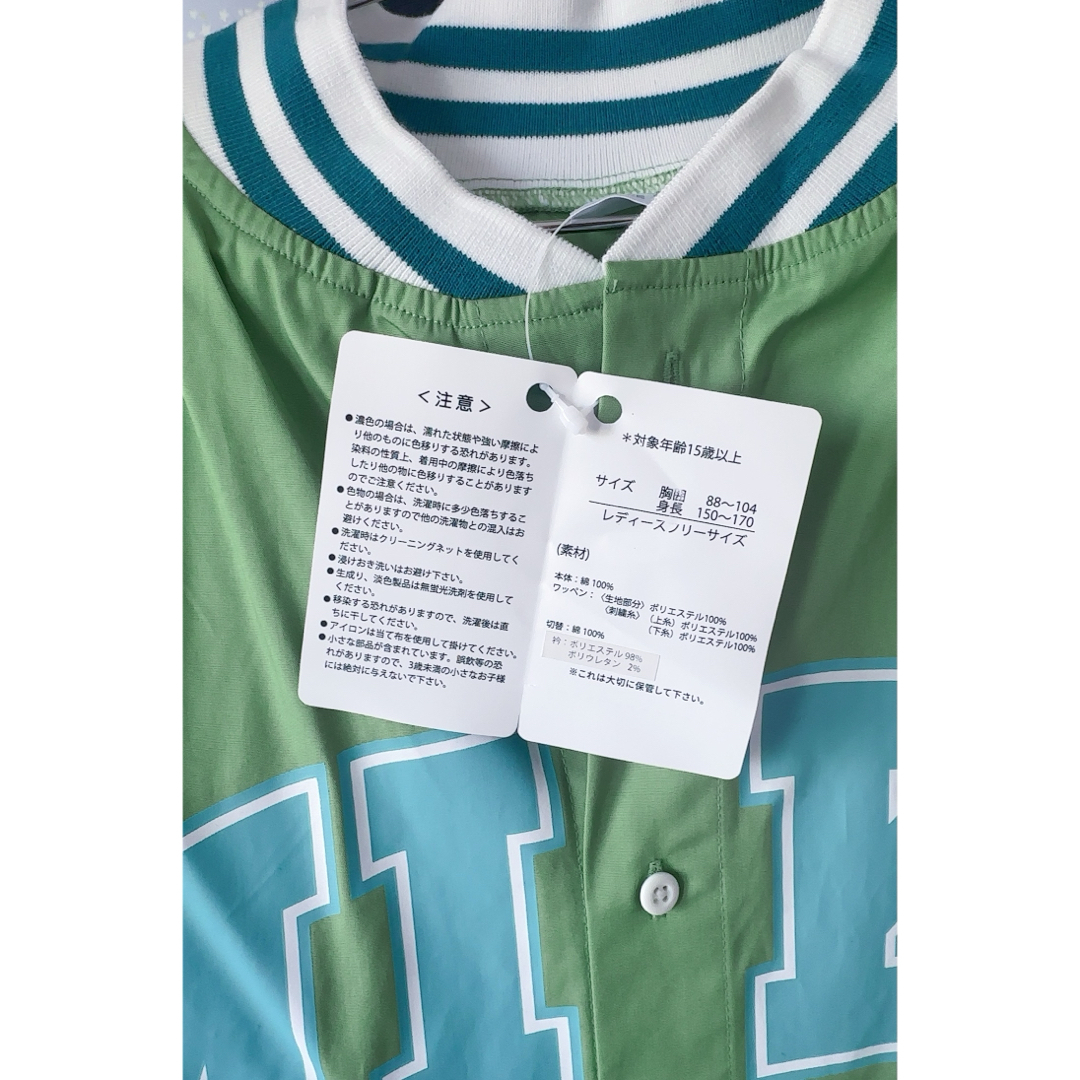 ＜注意＞
●濃色の場合は、濡れた状態や強い摩擦によ
り他のものに色移りする恐れがあります。
染料の性質上、着用中の摩擦により色落ち
したり他の物に色移りすることがあります
のでご注意ください。
●色物の場合は、洗濯時に多少色落ちするこ
とがありますので他の洗濯物との混入はお
避けください。
●洗濯時はクリーニングネットを使用してく
ださい。
●浸けおき洗いはお避け下さい。
●生成り、淡色製品は無蛍光洗剤を使用して
ください。
●移染する恐れがありますので、洗濯後は直
ちに干してください。
●アイロンは当て布を使用して掛けてください。
●小さな部品が含まれています。誤飲等の恐
れがありますので、3歳未満の小さなお子様
には絶対に与えないで下さい。
＊対象年齢15歳以上
サイズ 胸囲 88〜104
身長 150〜170
レディースフリーサイズ
(素材)
本体：綿100%
ワッペン：〈生地部分〉ポリエステル100%
〈刺繍糸〉（上糸）ポリエステル100%
（下糸）ポリエステル100%
切替：綿100%
衿：ポリエステル98%
ポリウレタン 2%
※これは大切に保管して下さい。